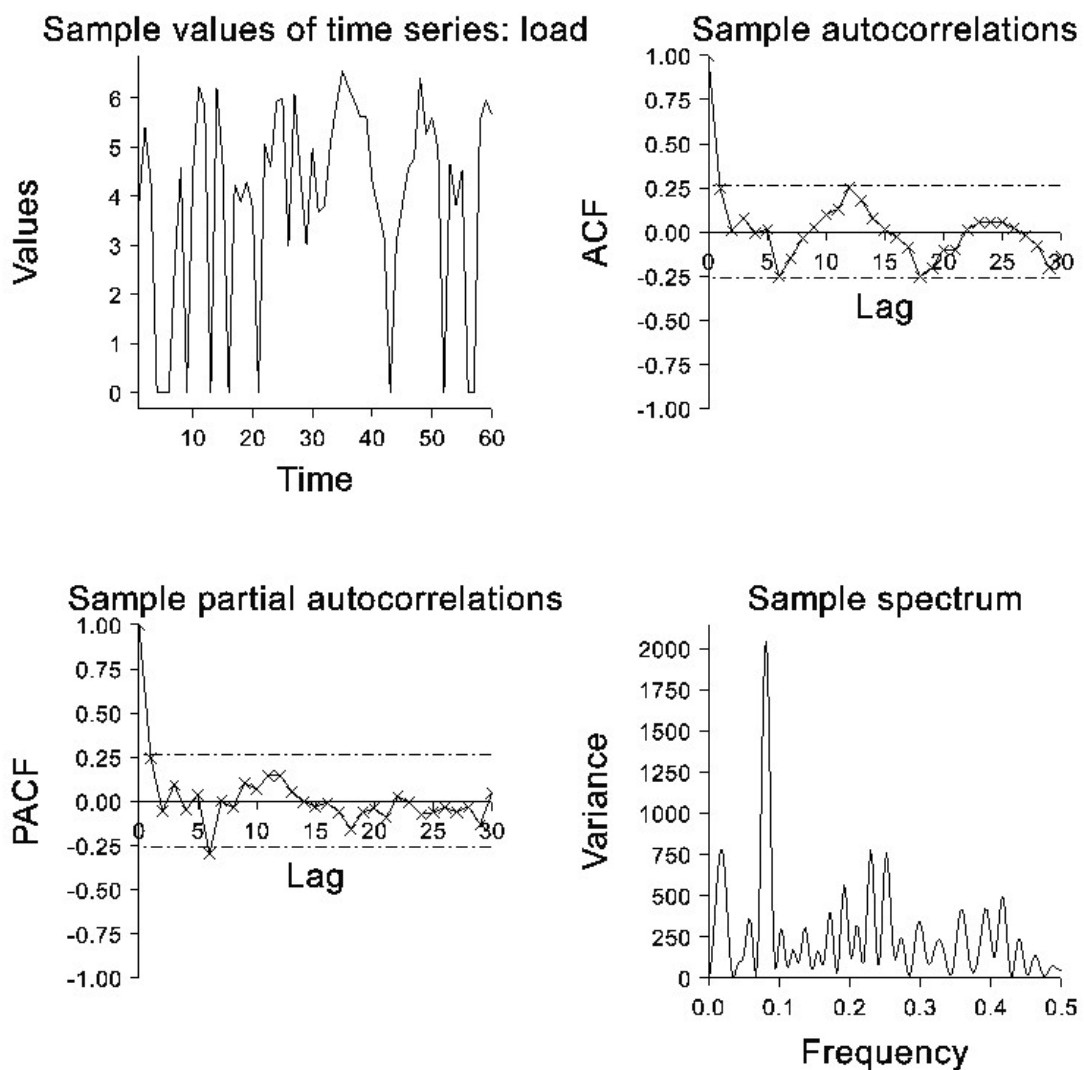 Sample values of time series: load
Values
6
5
4
3
2
1
0
10 20 30 40 50 60
Time
Sample autocorrelations
ACF
1.00
0.75
0.50
0.25
0.00
-0.25
-0.50
-0.75
-1.00
0 5 10 15 20 25 30
Lag
Sample partial autocorrelations
PACF
1.00
0.75
0.50
0.25
0.00
-0.25
-0.50
-0.75
-1.00
0 5 10 15 20 25 30
Lag
Sample spectrum
Variance
2000
1750
1500
1250
1000
750
500
250
0
0.0 0.1 0.2 0.3 0.4 0.5
Frequency